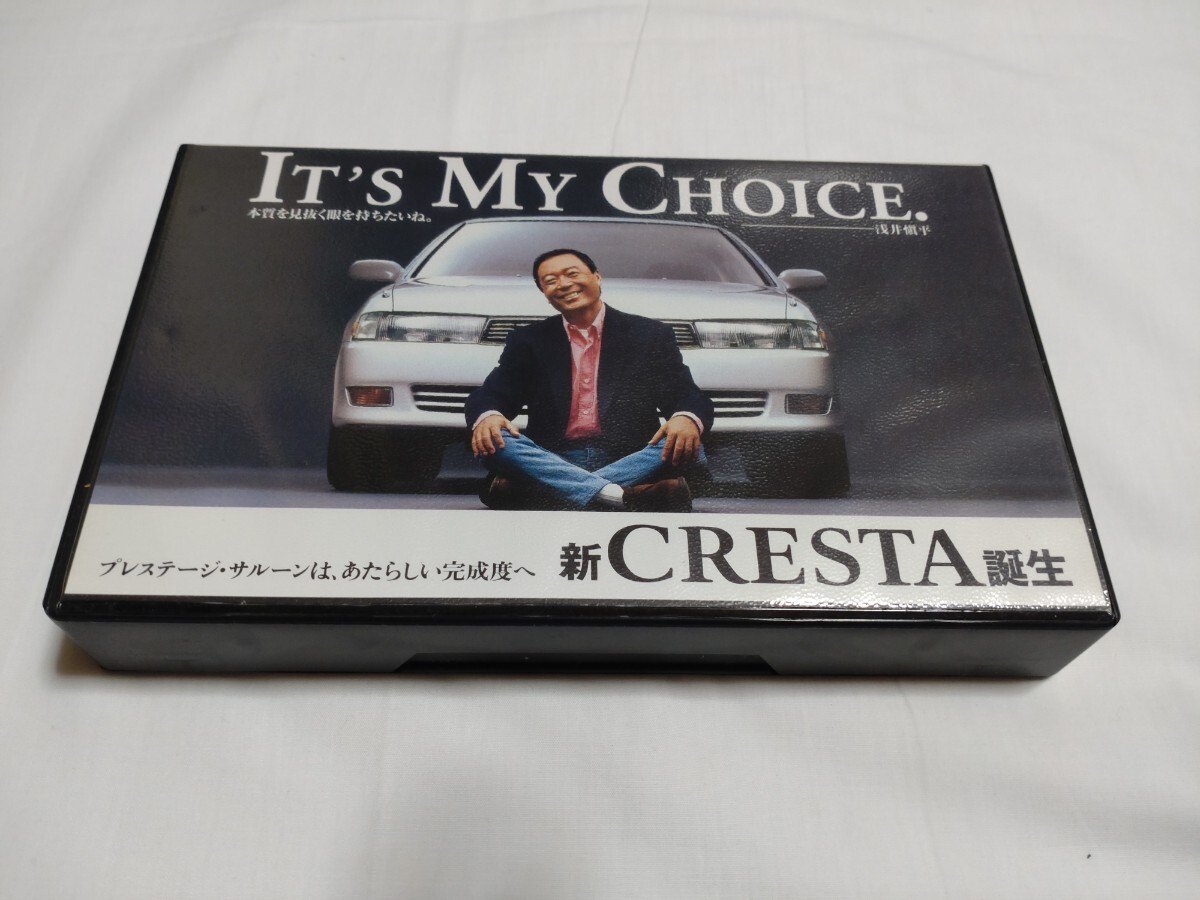 IT'S MY CHOICE.
本質を見抜く眼を持ちたいね。
浅井愼平
プレステージ・サルーンは、あたらしい完成度へ
新CRESTA誕生